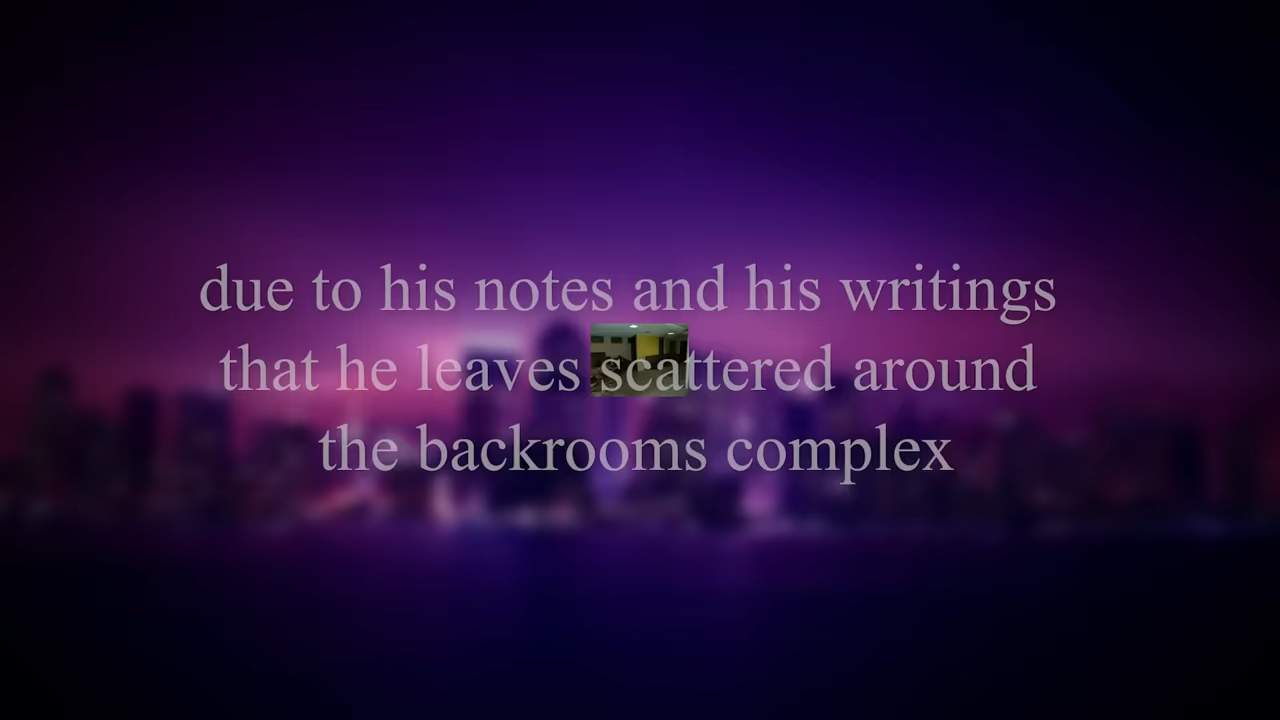 due to his notes and his writings
that he leaves scattered around
the backrooms complex